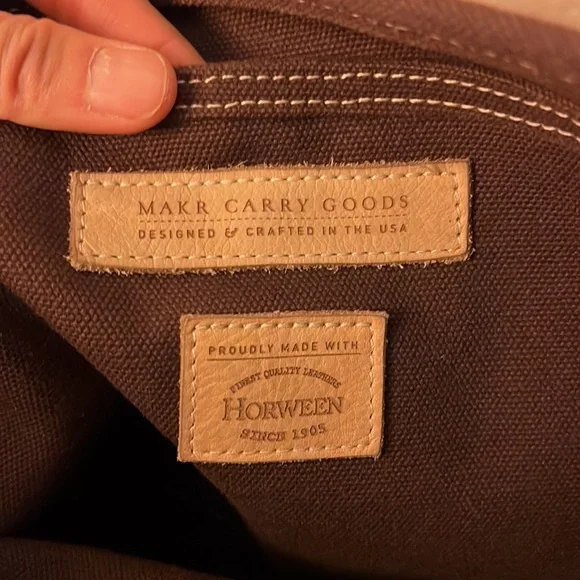 MAKR CARRY GOODS
DESIGNED & CRAFTED IN THE USA
PROUDLY MADE WITH
FINEST QUALITY LEATHERS
HORWEEN
SINCE 1905